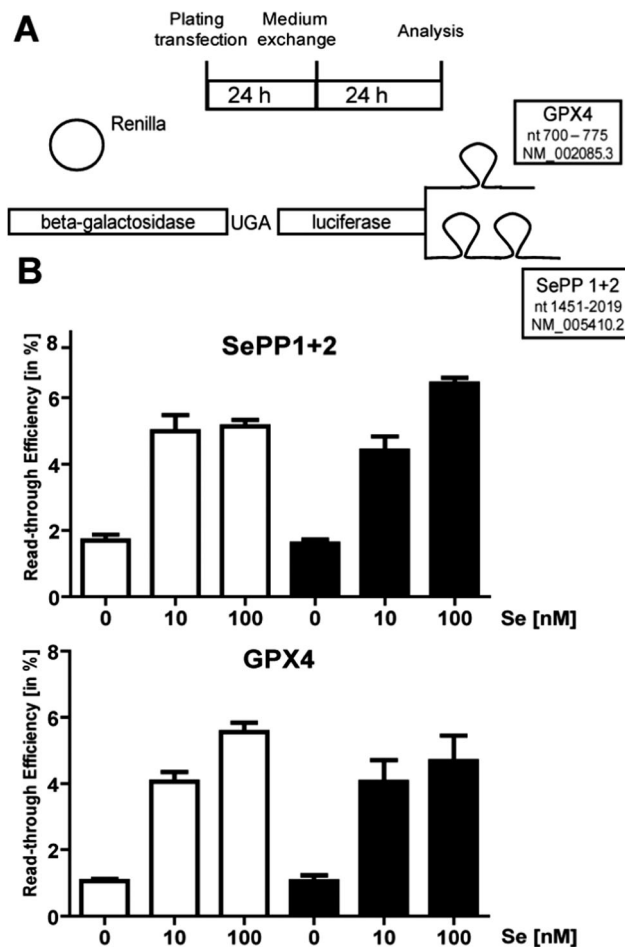 A
Plating Medium
transfection exchange Analysis
24 h 24 h
Renilla
GPX4
nt 700 – 775
NM_002085.3
beta-galactosidase UGA luciferase
SePP 1+2
nt 1451-2019
NM_005410.2
B
SePP1+2
Read-through Efficiency [in %]
8
6
4
2
0
0 10 100 0 10 100 Se [nM]
GPX4
Read-through Efficiency [in %]
8
6
4
2
0
0 10 100 0 10 100 Se [nM]